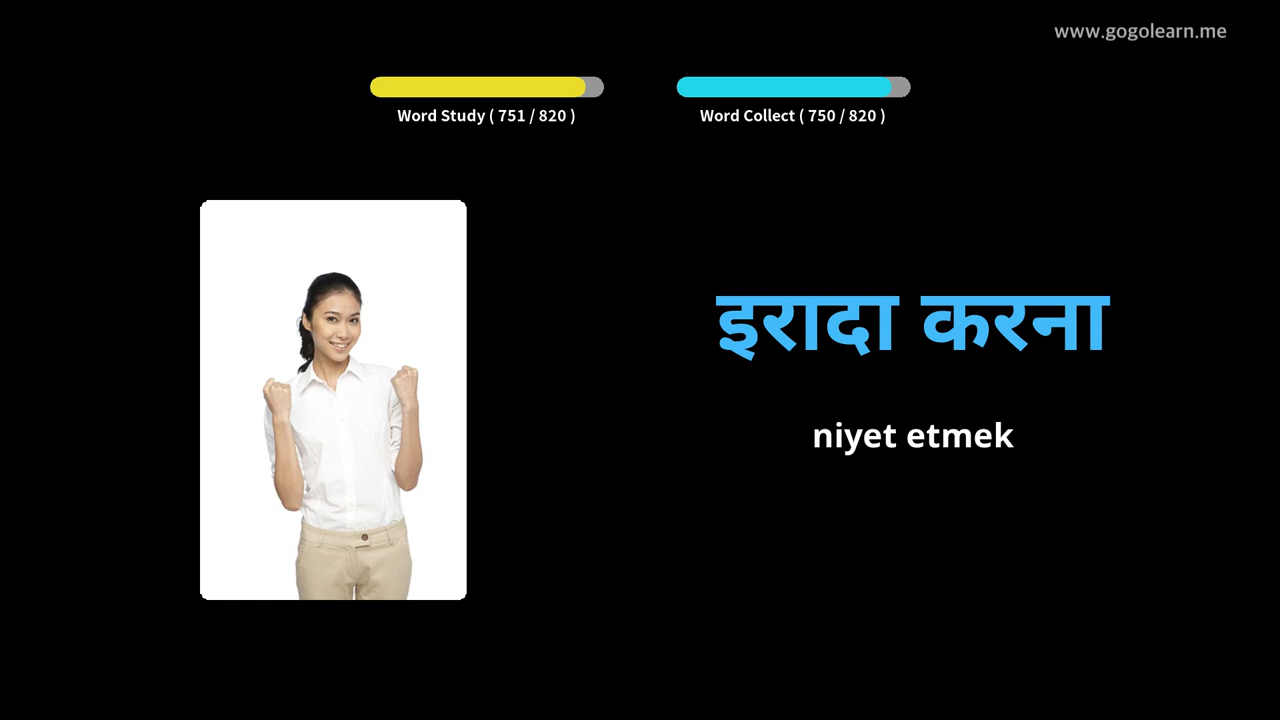 www.gogolearn.me
Word Study ( 751 / 820 )
Word Collect ( 750 / 820 )
इरादा करना
niyet etmek